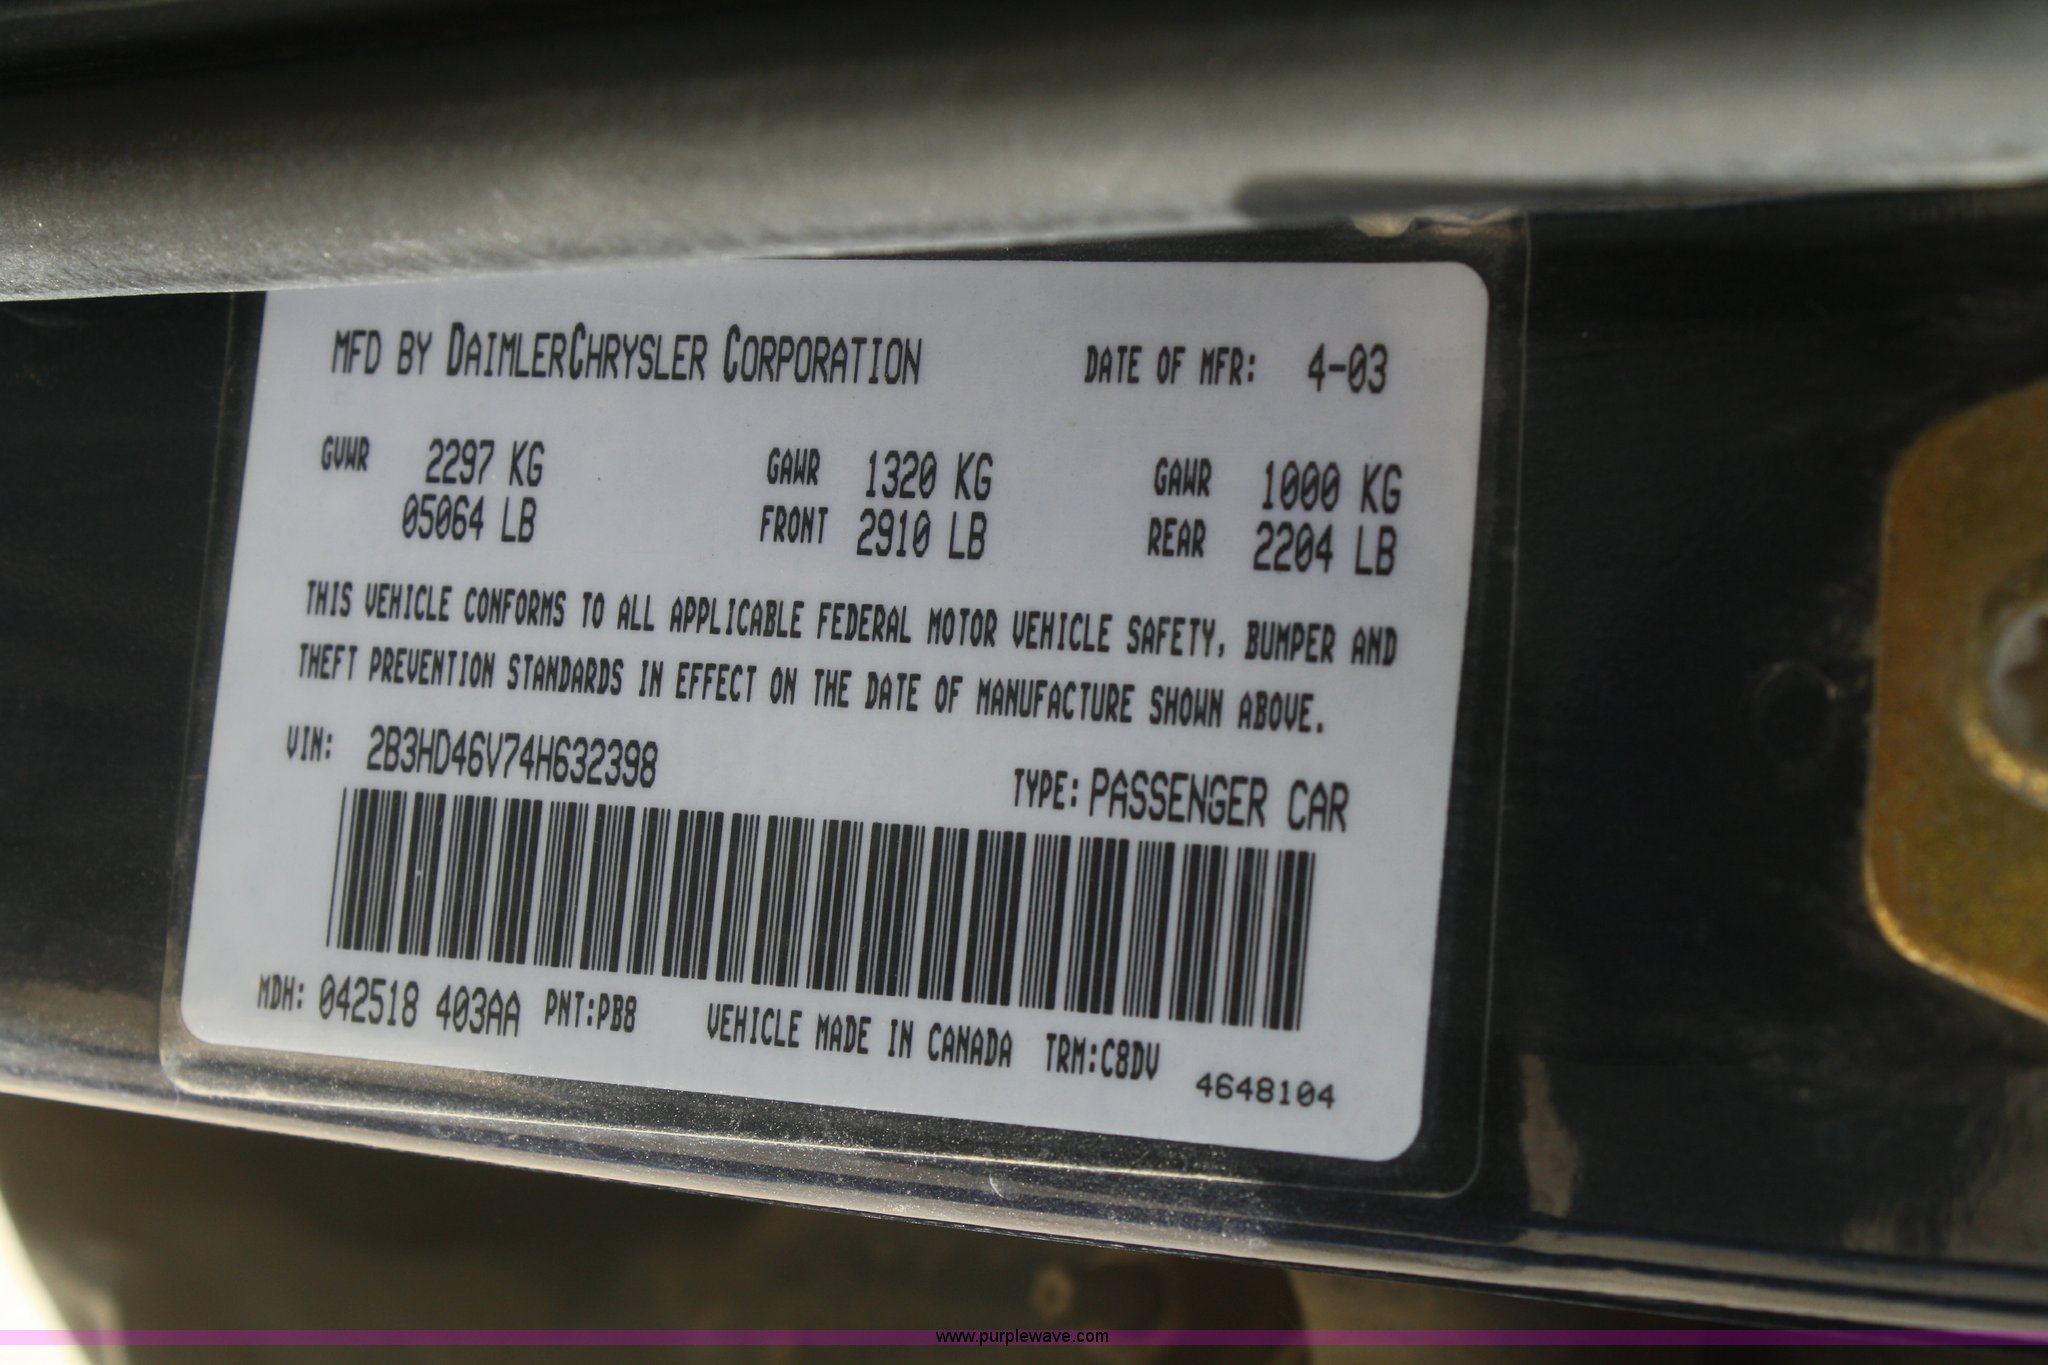 MFD BY DAIMLERCHRYSLER CORPORATION DATE OF MFR: 4-03
GVWR 2297 KG GAWR 1320 KG GAWR 1000 KG
05064 LB FRONT 2910 LB REAR 2204 LB
THIS VEHICLE CONFORMS TO ALL APPLICABLE FEDERAL MOTOR VEHICLE SAFETY, BUMPER AND
THEFT PREVENTION STANDARDS IN EFFECT ON THE DATE OF MANUFACTURE SHOWN ABOVE.
VIN: 2B3HD46V74H632398 TYPE: PASSENGER CAR
MDH: 042518 403AA PNT:PB8 VEHICLE MADE IN CANADA TRM:C8DV 4648104
www.purplewave.com